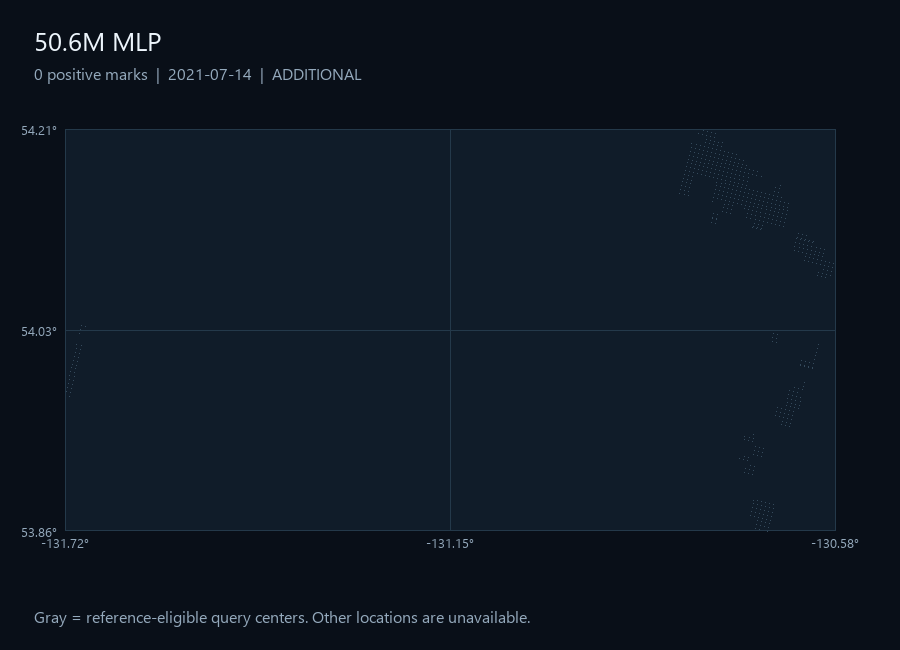 50.6M MLP
0 positive marks | 2021-07-14 | ADDITIONAL
54.21°
54.03°
53.86°
-131.72°
-131.15°
-130.58°
Gray = reference-eligible query centers. Other locations are unavailable.